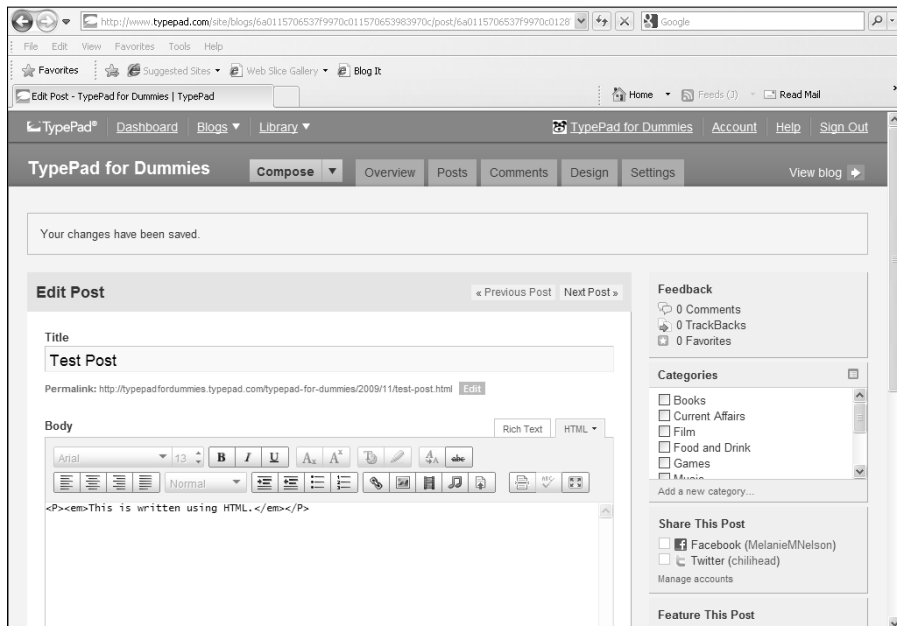 http://www.typepad.com/site/blogs/6a0115706537f9970c011570653983970c/post/6a0115706537f9970c0128
Google
File Edit View Favorites Tools Help
Favorites Suggested Sites Web Slice Gallery Blog It
Edit Post - TypePad for Dummies | TypePad Home Feeds (J) Read Mail
TypePad® Dashboard Blogs Library TypePad for Dummies Account Help Sign Out
TypePad for Dummies Compose Overview Posts Comments Design Settings View blog
Your changes have been saved.
Edit Post « Previous Post Next Post »
Title
Test Post
Permalink: http://typepadfordummies.typepad.com/typepad-for-dummies/2009/11/test-post.html Edit
Body Rich Text HTML
Arial 13 B I U abc
Normal ABC
<P><em>This is written using HTML.</em></P>
Feedback
0 Comments
0 TrackBacks
0 Favorites
Categories
Books
Current Affairs
Film
Food and Drink
Games
Music
Add a new category...
Share This Post
Facebook (MelanieMNelson)
Twitter (chilihead)
Manage accounts
Feature This Post